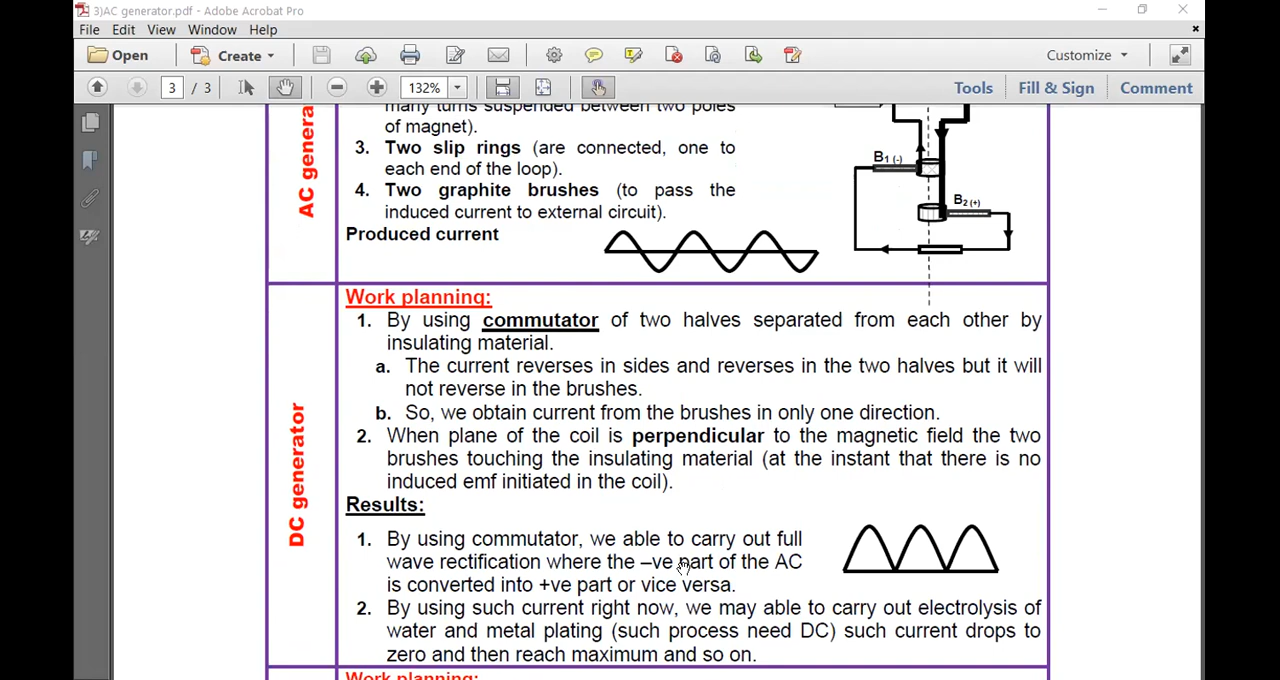 3)AC generator.pdf - Adobe Acrobat Pro
File Edit View Window Help
Open Create Customize
3 / 3 132% Tools Fill & Sign Comment
many turns suspended between two poles
of magnet).
3. Two slip rings (are connected, one to
each end of the loop).
4. Two graphite brushes (to pass the
induced current to external circuit).
Produced current
AC genera
B1 (-)
B2 (+)
DC generator
Work planning:
1. By using commutator of two halves separated from each other by
insulating material.
a. The current reverses in sides and reverses in the two halves but it will
not reverse in the brushes.
b. So, we obtain current from the brushes in only one direction.
2. When plane of the coil is perpendicular to the magnetic field the two
brushes touching the insulating material (at the instant that there is no
induced emf initiated in the coil).
Results:
1. By using commutator, we able to carry out full
wave rectification where the –ve part of the AC
is converted into +ve part or vice versa.
2. By using such current right now, we may able to carry out electrolysis of
water and metal plating (such process need DC) such current drops to
zero and then reach maximum and so on.
Work planning: